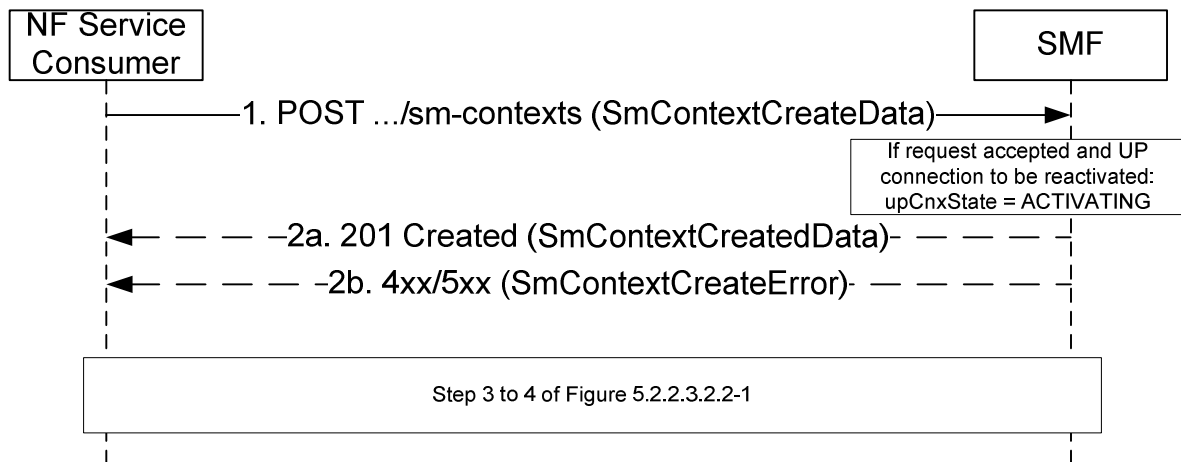 NF Service
Consumer
SMF
1. POST .../sm-contexts (SmContextCreateData)
If request accepted and UP
connection to be reactivated:
upCnxState = ACTIVATING
2a. 201 Created (SmContextCreatedData)
2b. 4xx/5xx (SmContextCreateError)
Step 3 to 4 of Figure 5.2.2.3.2.2-1